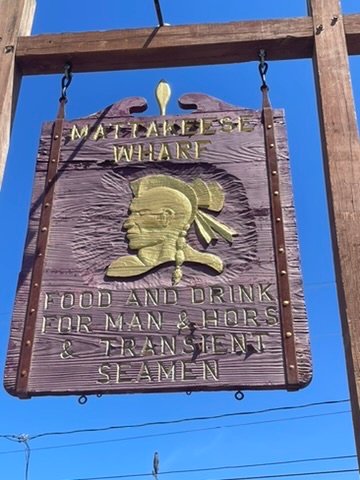 MATTAKEESE
WHARF
FOOD AND DRINK
FOR MAN & HORS
& TRANSIENT
SEAMEN